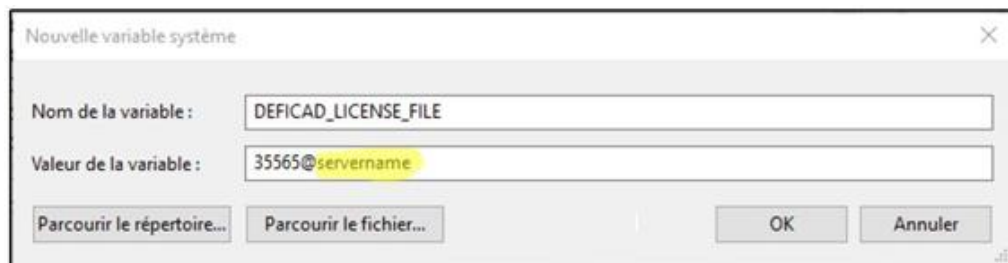 Nouvelle variable système
Nom de la variable : DEFICAD_LICENSE_FILE
Valeur de la variable : 35565@servername
Parcourir le répertoire... Parcourir le fichier... OK Annuler